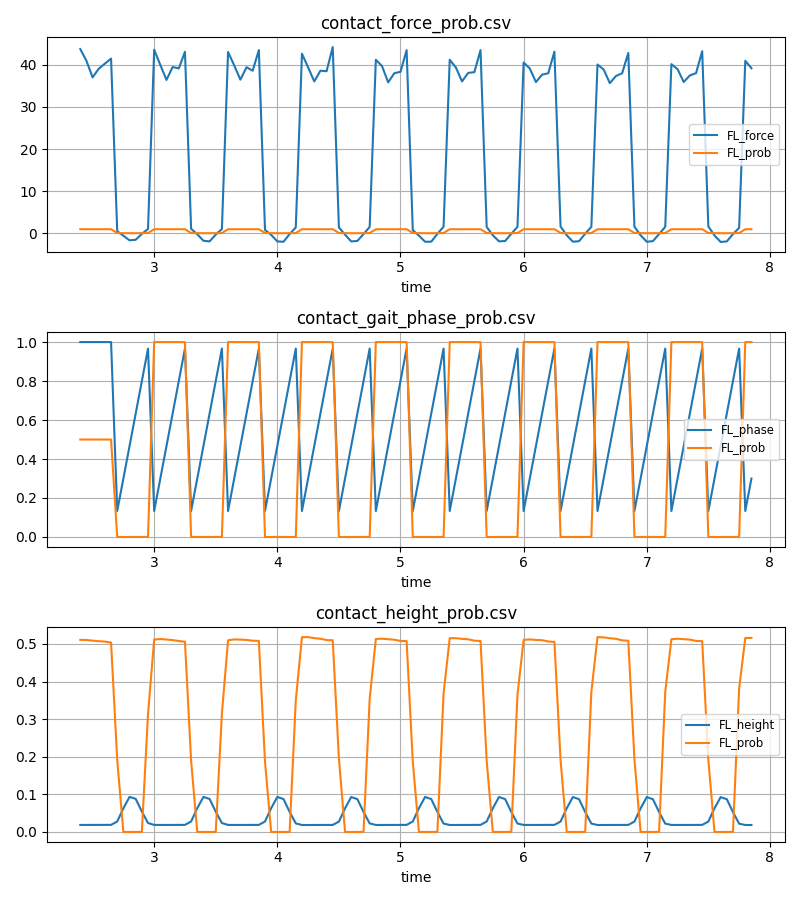 contact_force_prob.csv
40
30
20
10
0
FL_force
FL_prob
3 4 5 6 7 8
time
contact_gait_phase_prob.csv
1.0
0.8
0.6
0.4
0.2
0.0
FL_phase
FL_prob
3 4 5 6 7 8
time
contact_height_prob.csv
0.5
0.4
0.3
0.2
0.1
0.0
FL_height
FL_prob
3 4 5 6 7 8
time